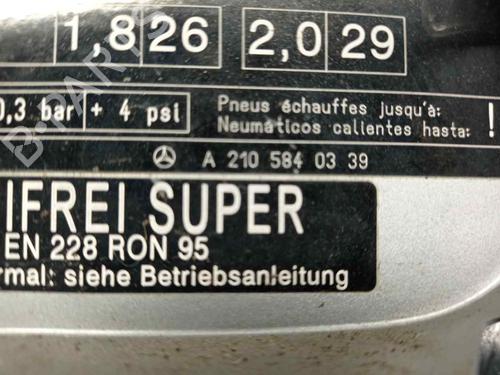 1,8 26 2,0 29
0,3 bar + 4 psi
Pneus échauffes jusqu'à:
Neumáticos calientes hasta: !
A 210 584 03 39
IFREI SUPER
EN 228 RON 95
rmal: siehe Betriebsanleitung